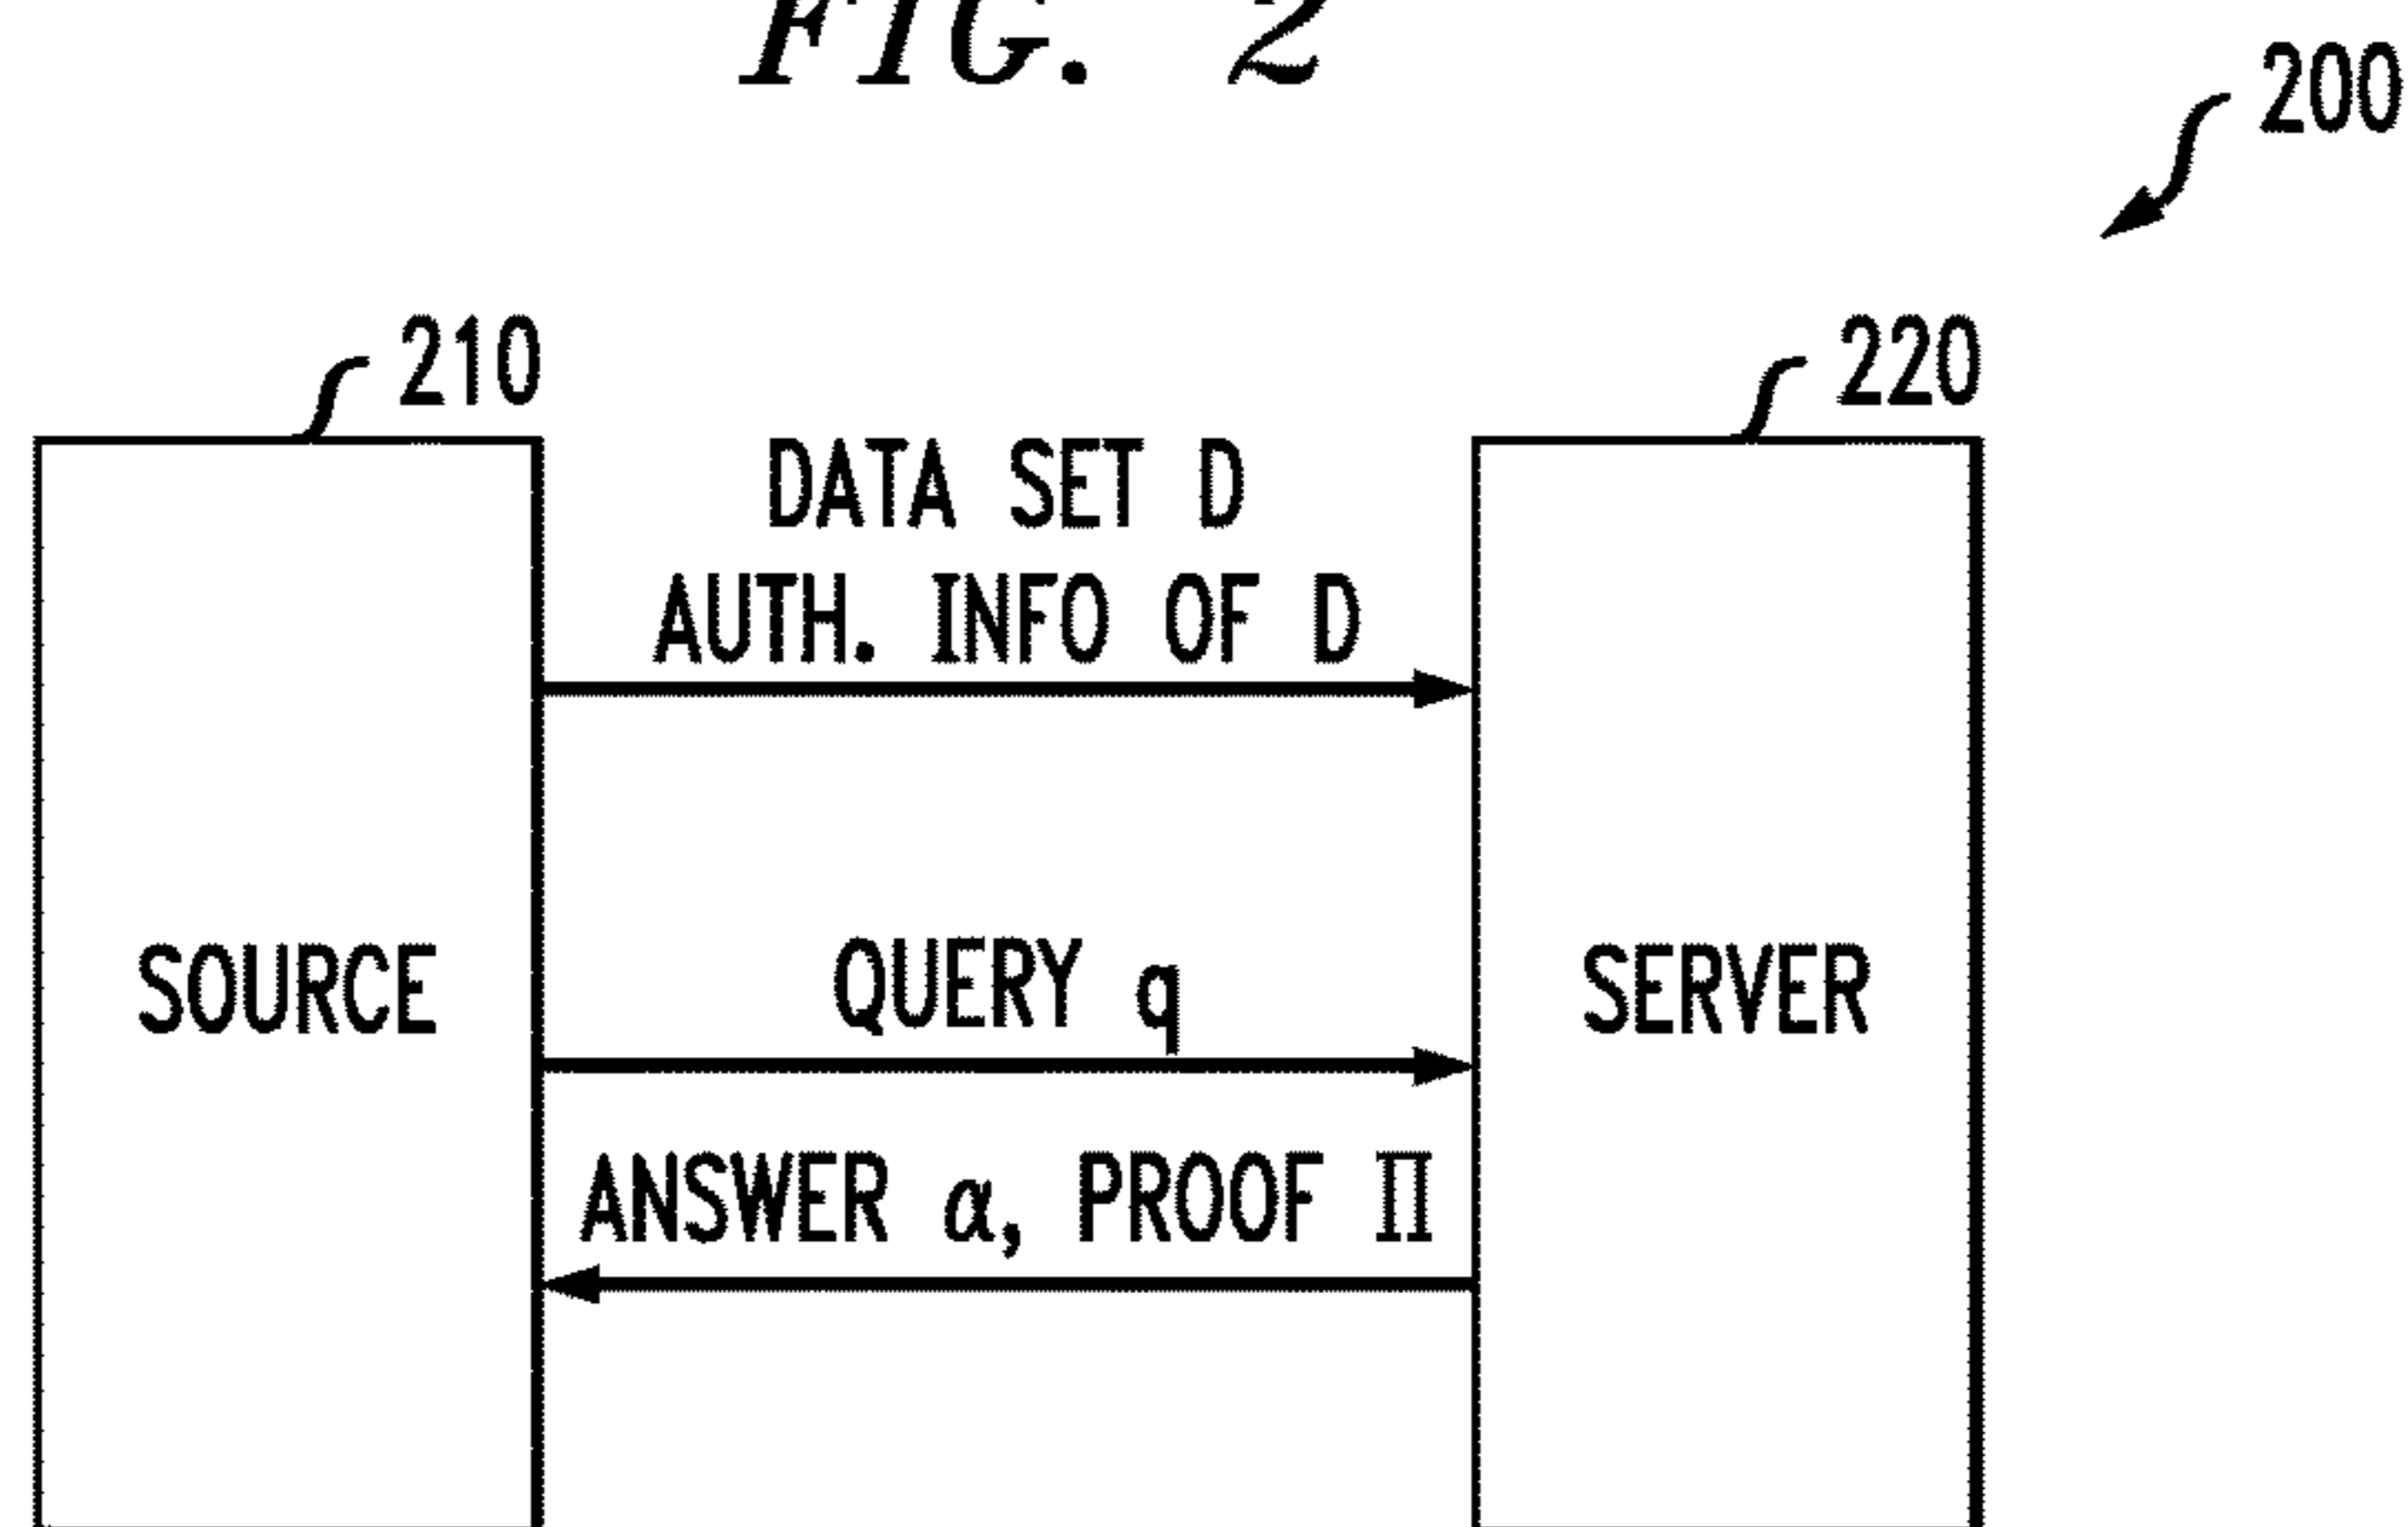 FIG. 2
200
210
220
DATA SET D
AUTH. INFO OF D
SOURCE
QUERY q
SERVER
ANSWER a, PROOF Π